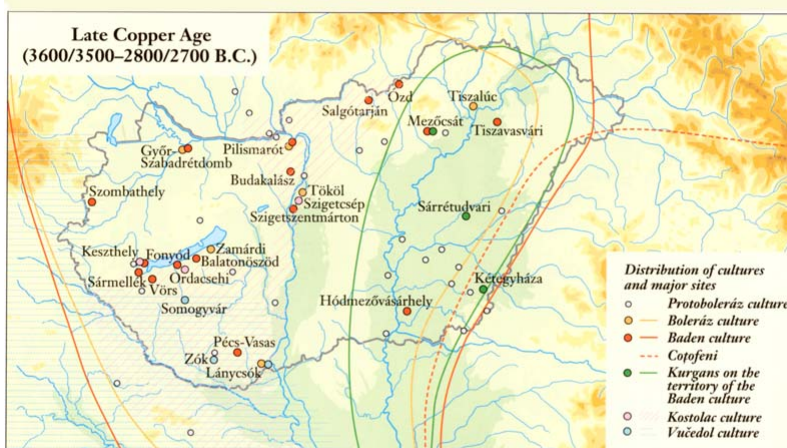 Late Copper Age
(3600/3500–2800/2700 B.C.)
Ózd
Salgótarján
Tiszalúc
Mezőcsát
Tiszavasvári
Győr-
Szabadrétdomb
Pilismarót
Budakalász
Szombathely
Tököl
Szigetcsép
Szigetszentmárton
Sárrétudvari
Keszthely
Fonyód
Zamárdi
Balatonöszöd
Ordacsehi
Sármellék
Vörs
Somogyvár
Kétegyháza
Hódmezővásárhely
Pécs-Vasas
Zók
Lánycsók
Distribution of cultures
and major sites
Protoboleráz culture
Boleráz culture
Baden culture
Coțofeni
Kurgans on the
territory of the
Baden culture
Kostolac culture
Vučedol culture